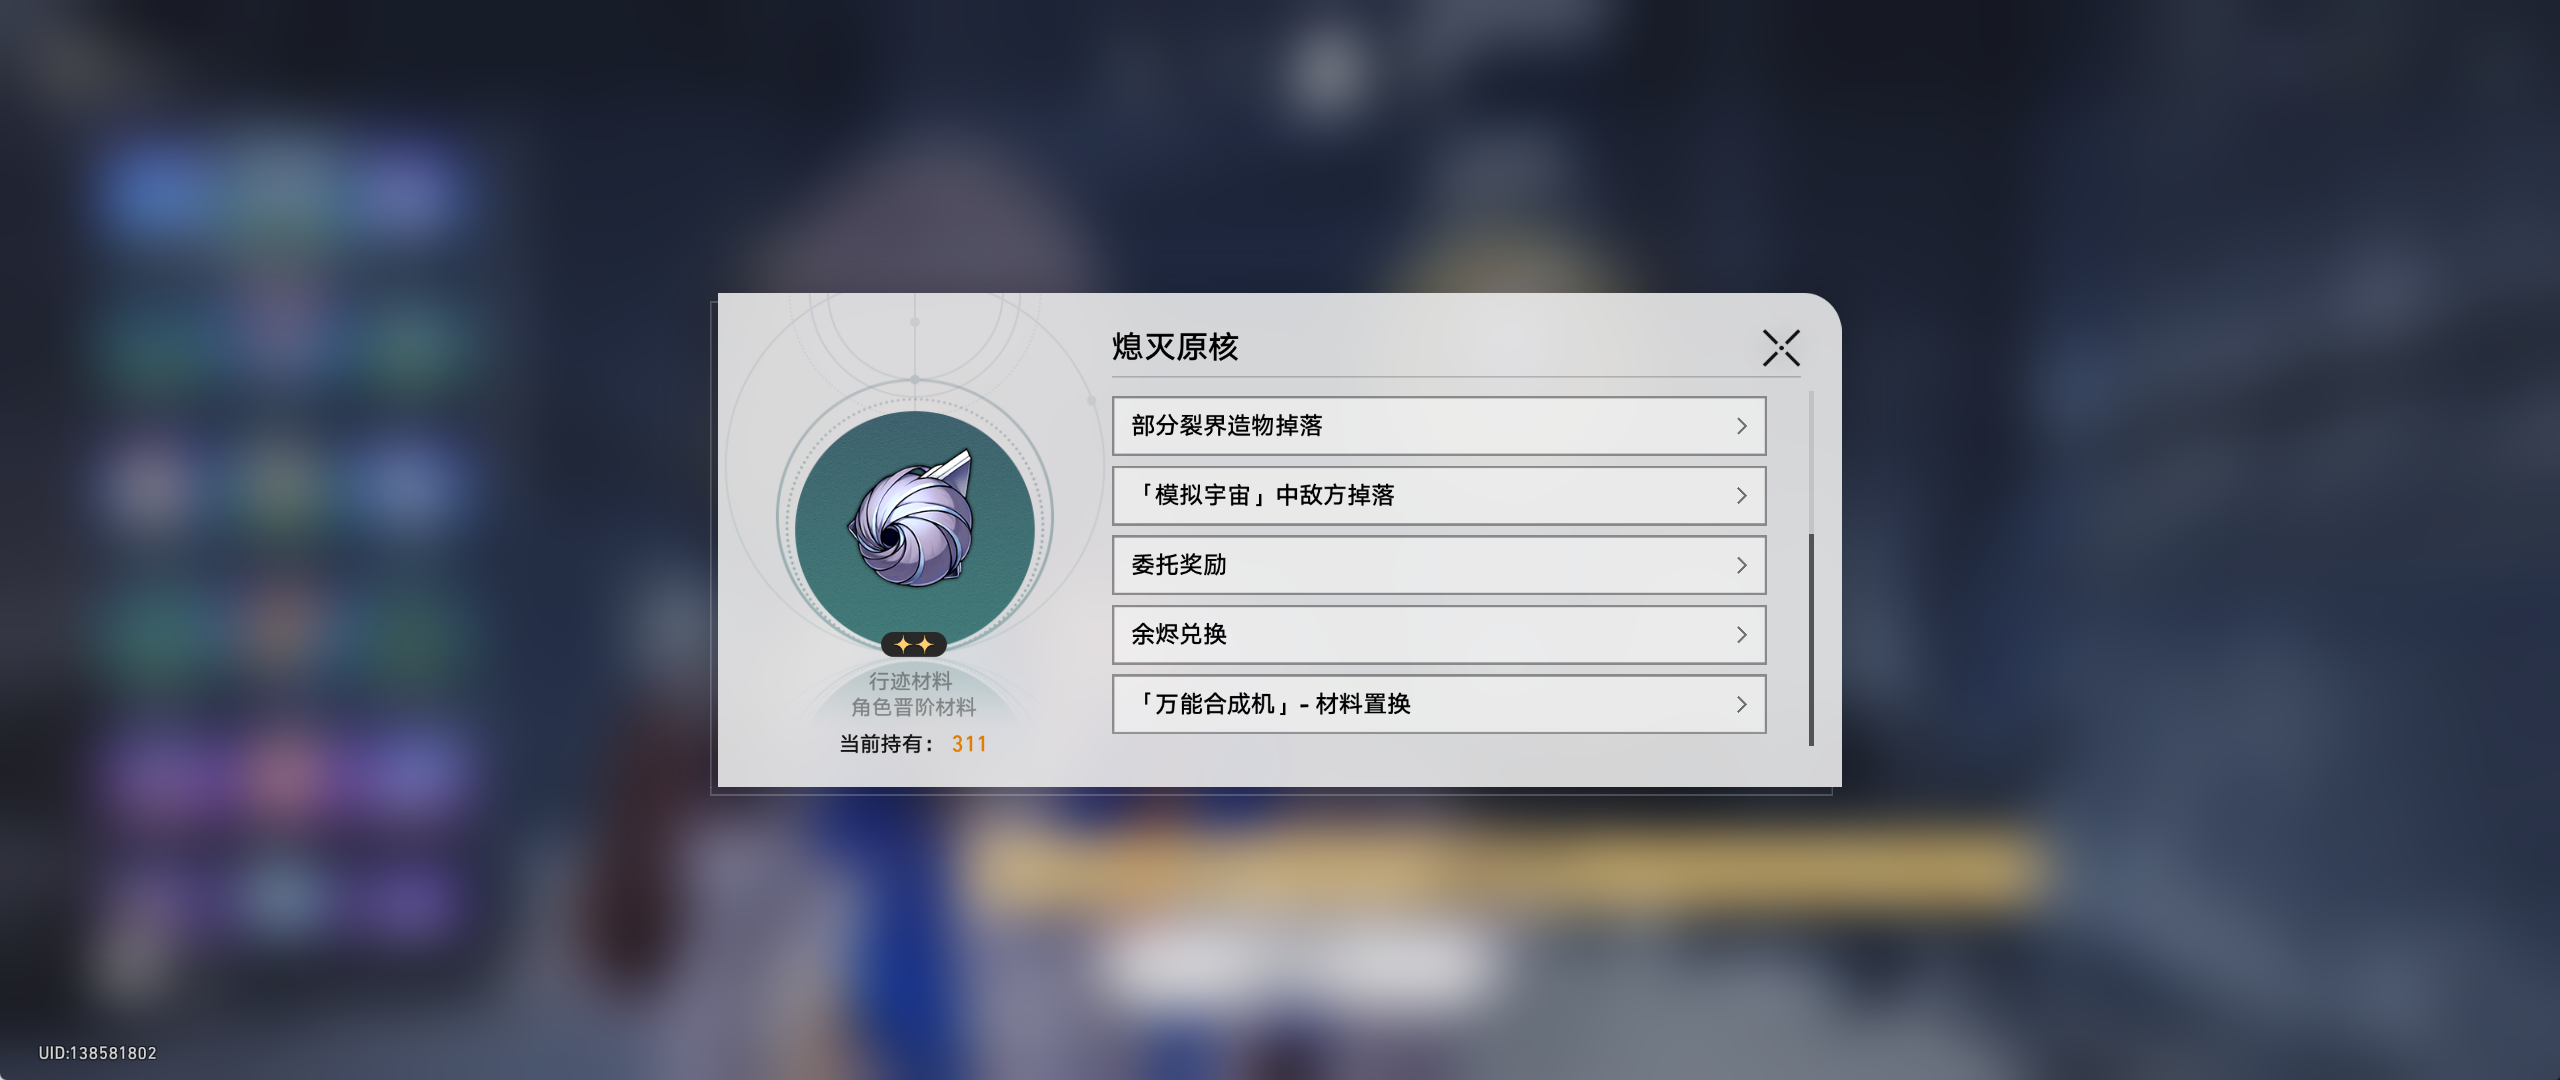 熄灭原核
部分裂界造物掉落
「模拟宇宙」中敌方掉落
委托奖励
余烬兑换
「万能合成机」- 材料置换
行迹材料
角色晋阶材料
当前持有： 311
UID:138581802